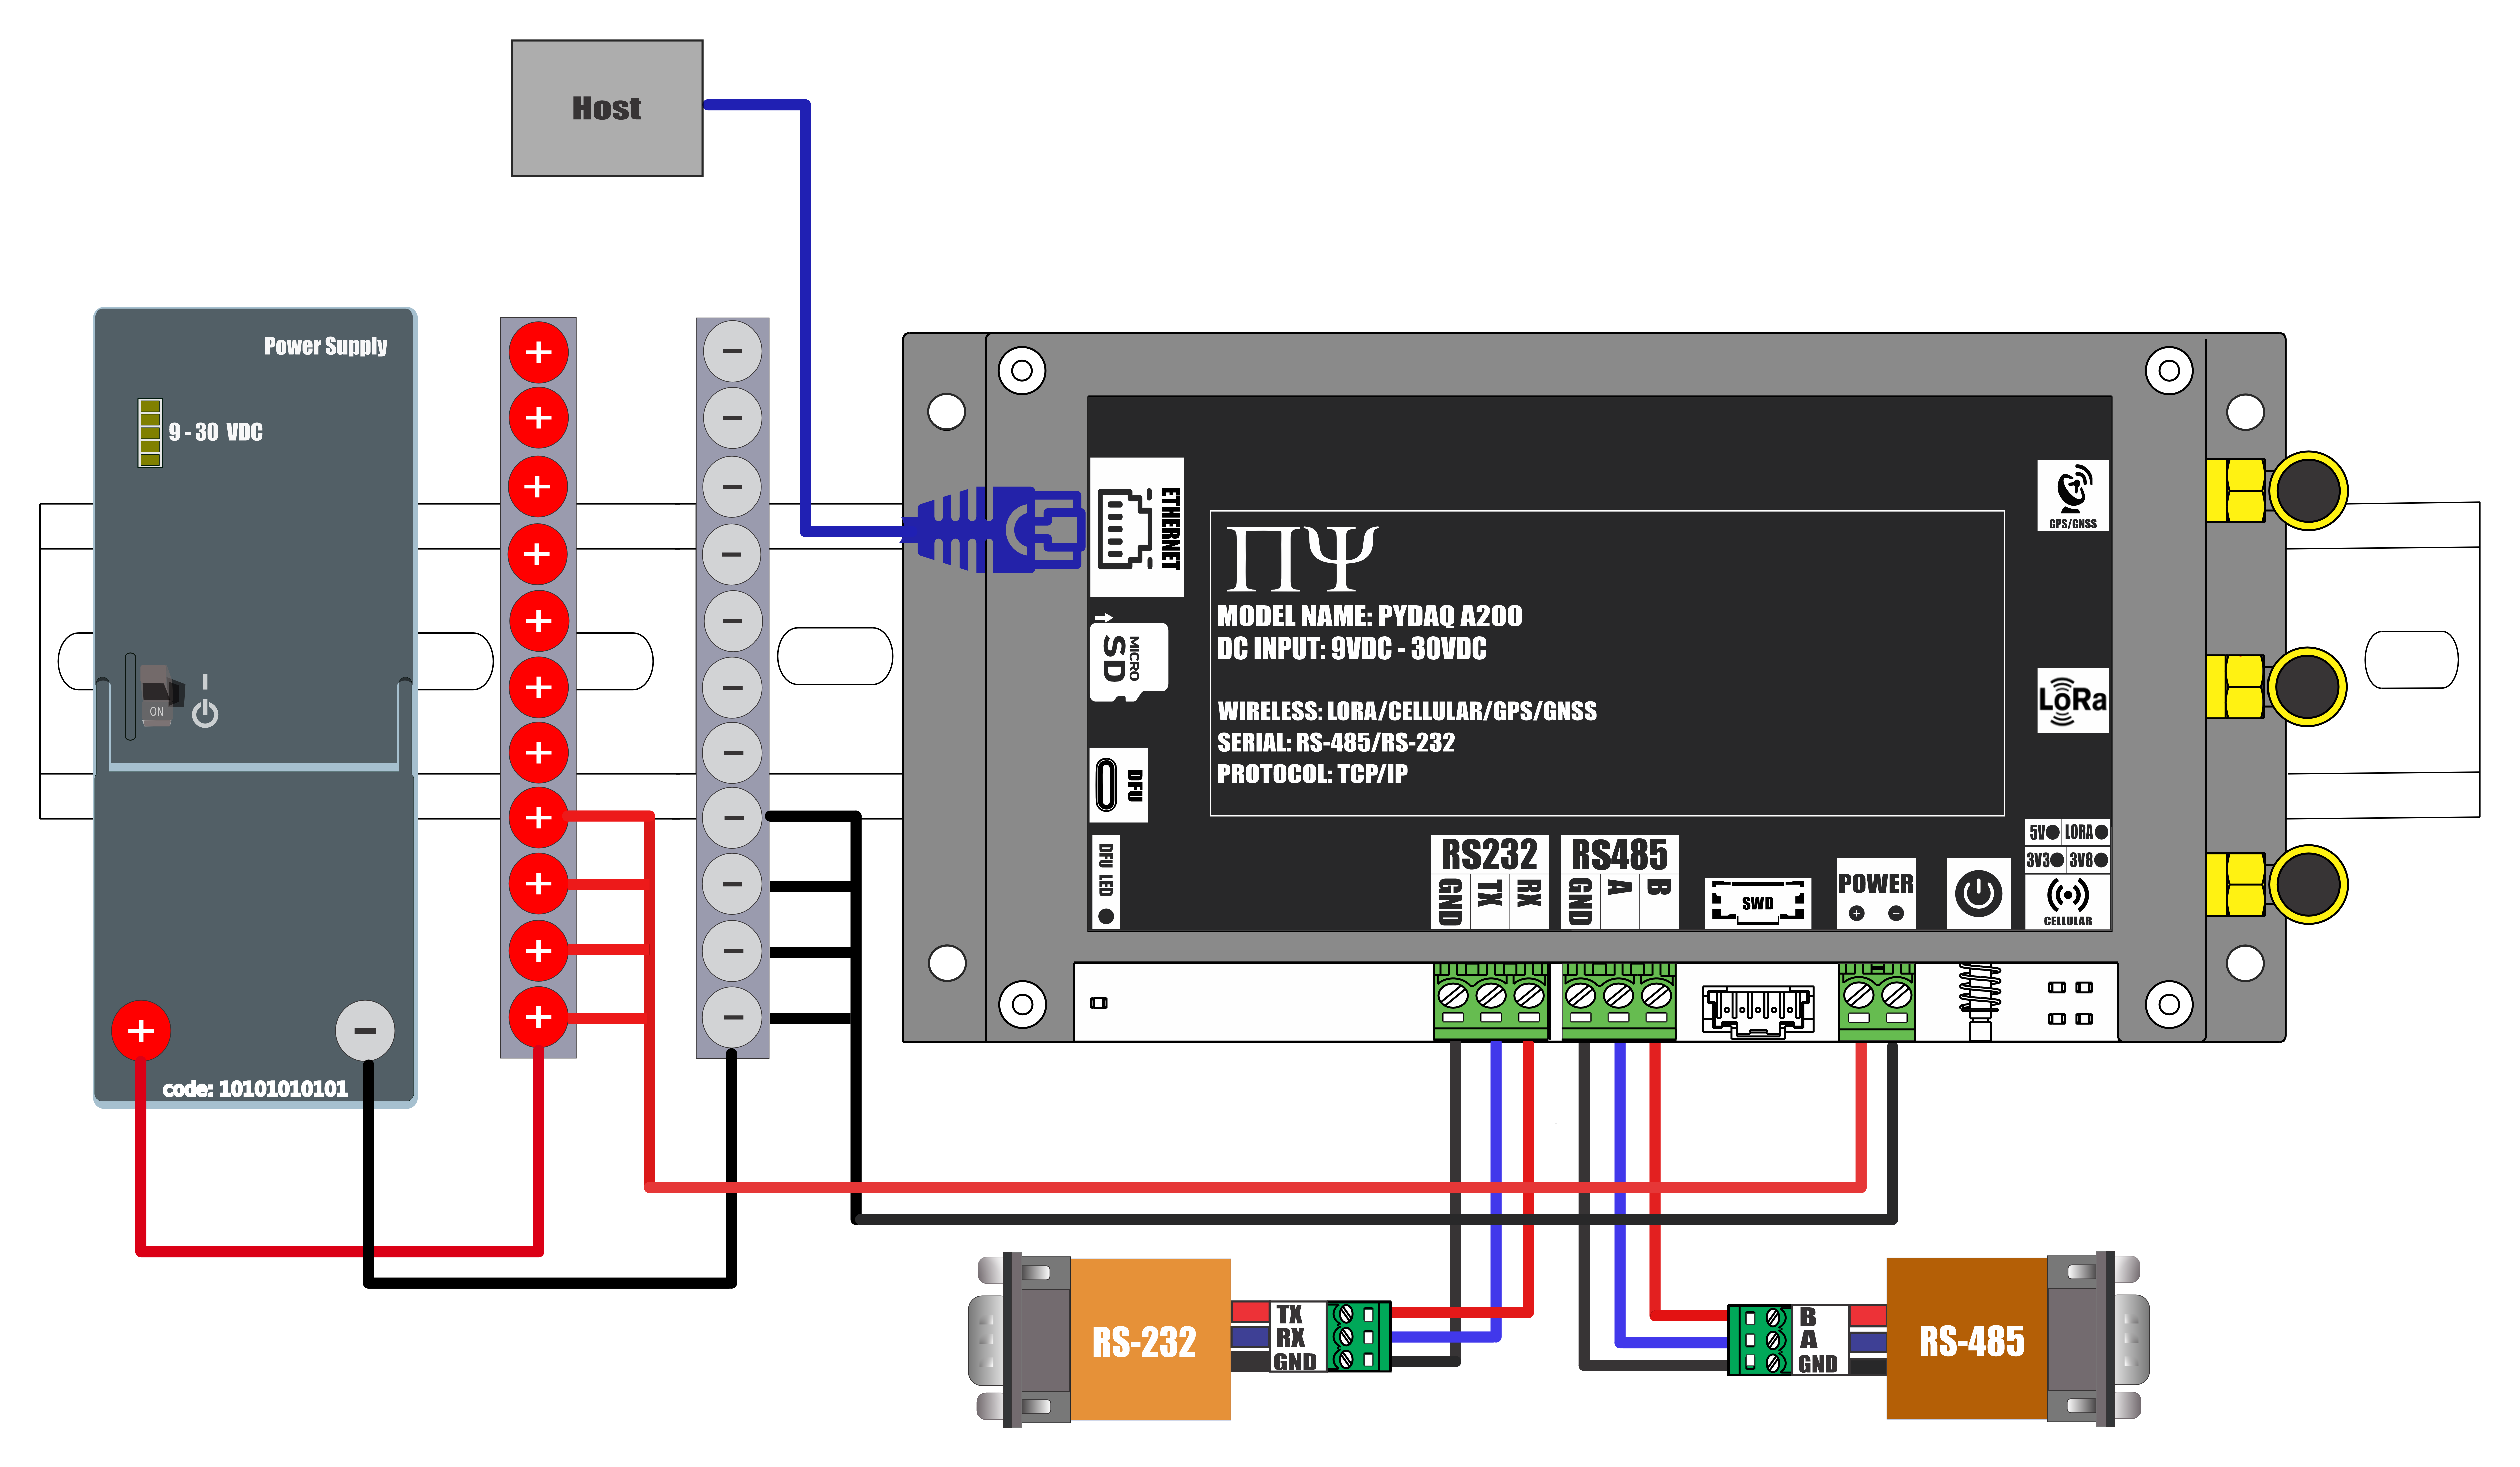 Host
Power Supply
9 - 30 VDC
ON
code: 10101010101
ETHERNET
MICRO
SD
DFU
DFU LED
ΠΨ
MODEL NAME: PYDAQ A200
DC INPUT: 9VDC - 30VDC
WIRELESS: LORA/CELLULAR/GPS/GNSS
SERIAL: RS-485/RS-232
PROTOCOL: TCP/IP
GPS/GNSS
LoRa
5V LORA
3V3 3V8
CELLULAR
RS232
GND TX RX
RS485
GND A B
SWD
POWER
+ −
RS-232
TX
RX
GND
B
A
GND
RS-485